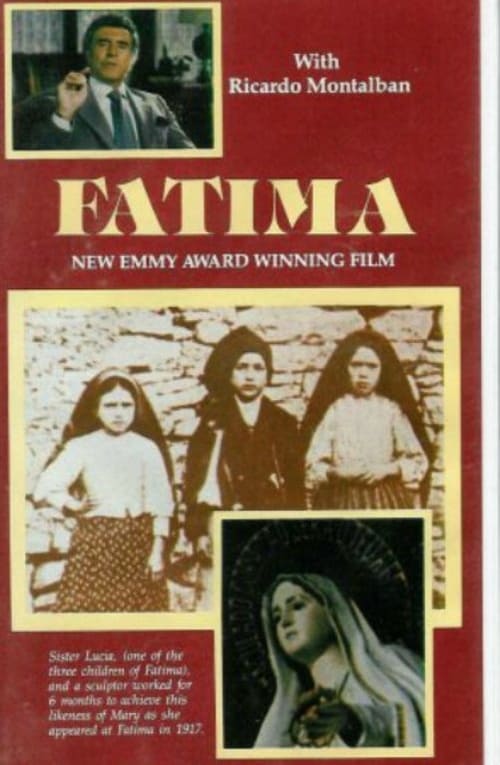 With
Ricardo Montalban
FATIMA
NEW EMMY AWARD WINNING FILM
Sister Lucia, (one of the
three children of Fatima),
and a sculptor worked for
6 months to achieve this
likeness of Mary as she
appeared at Fatima in 1917.